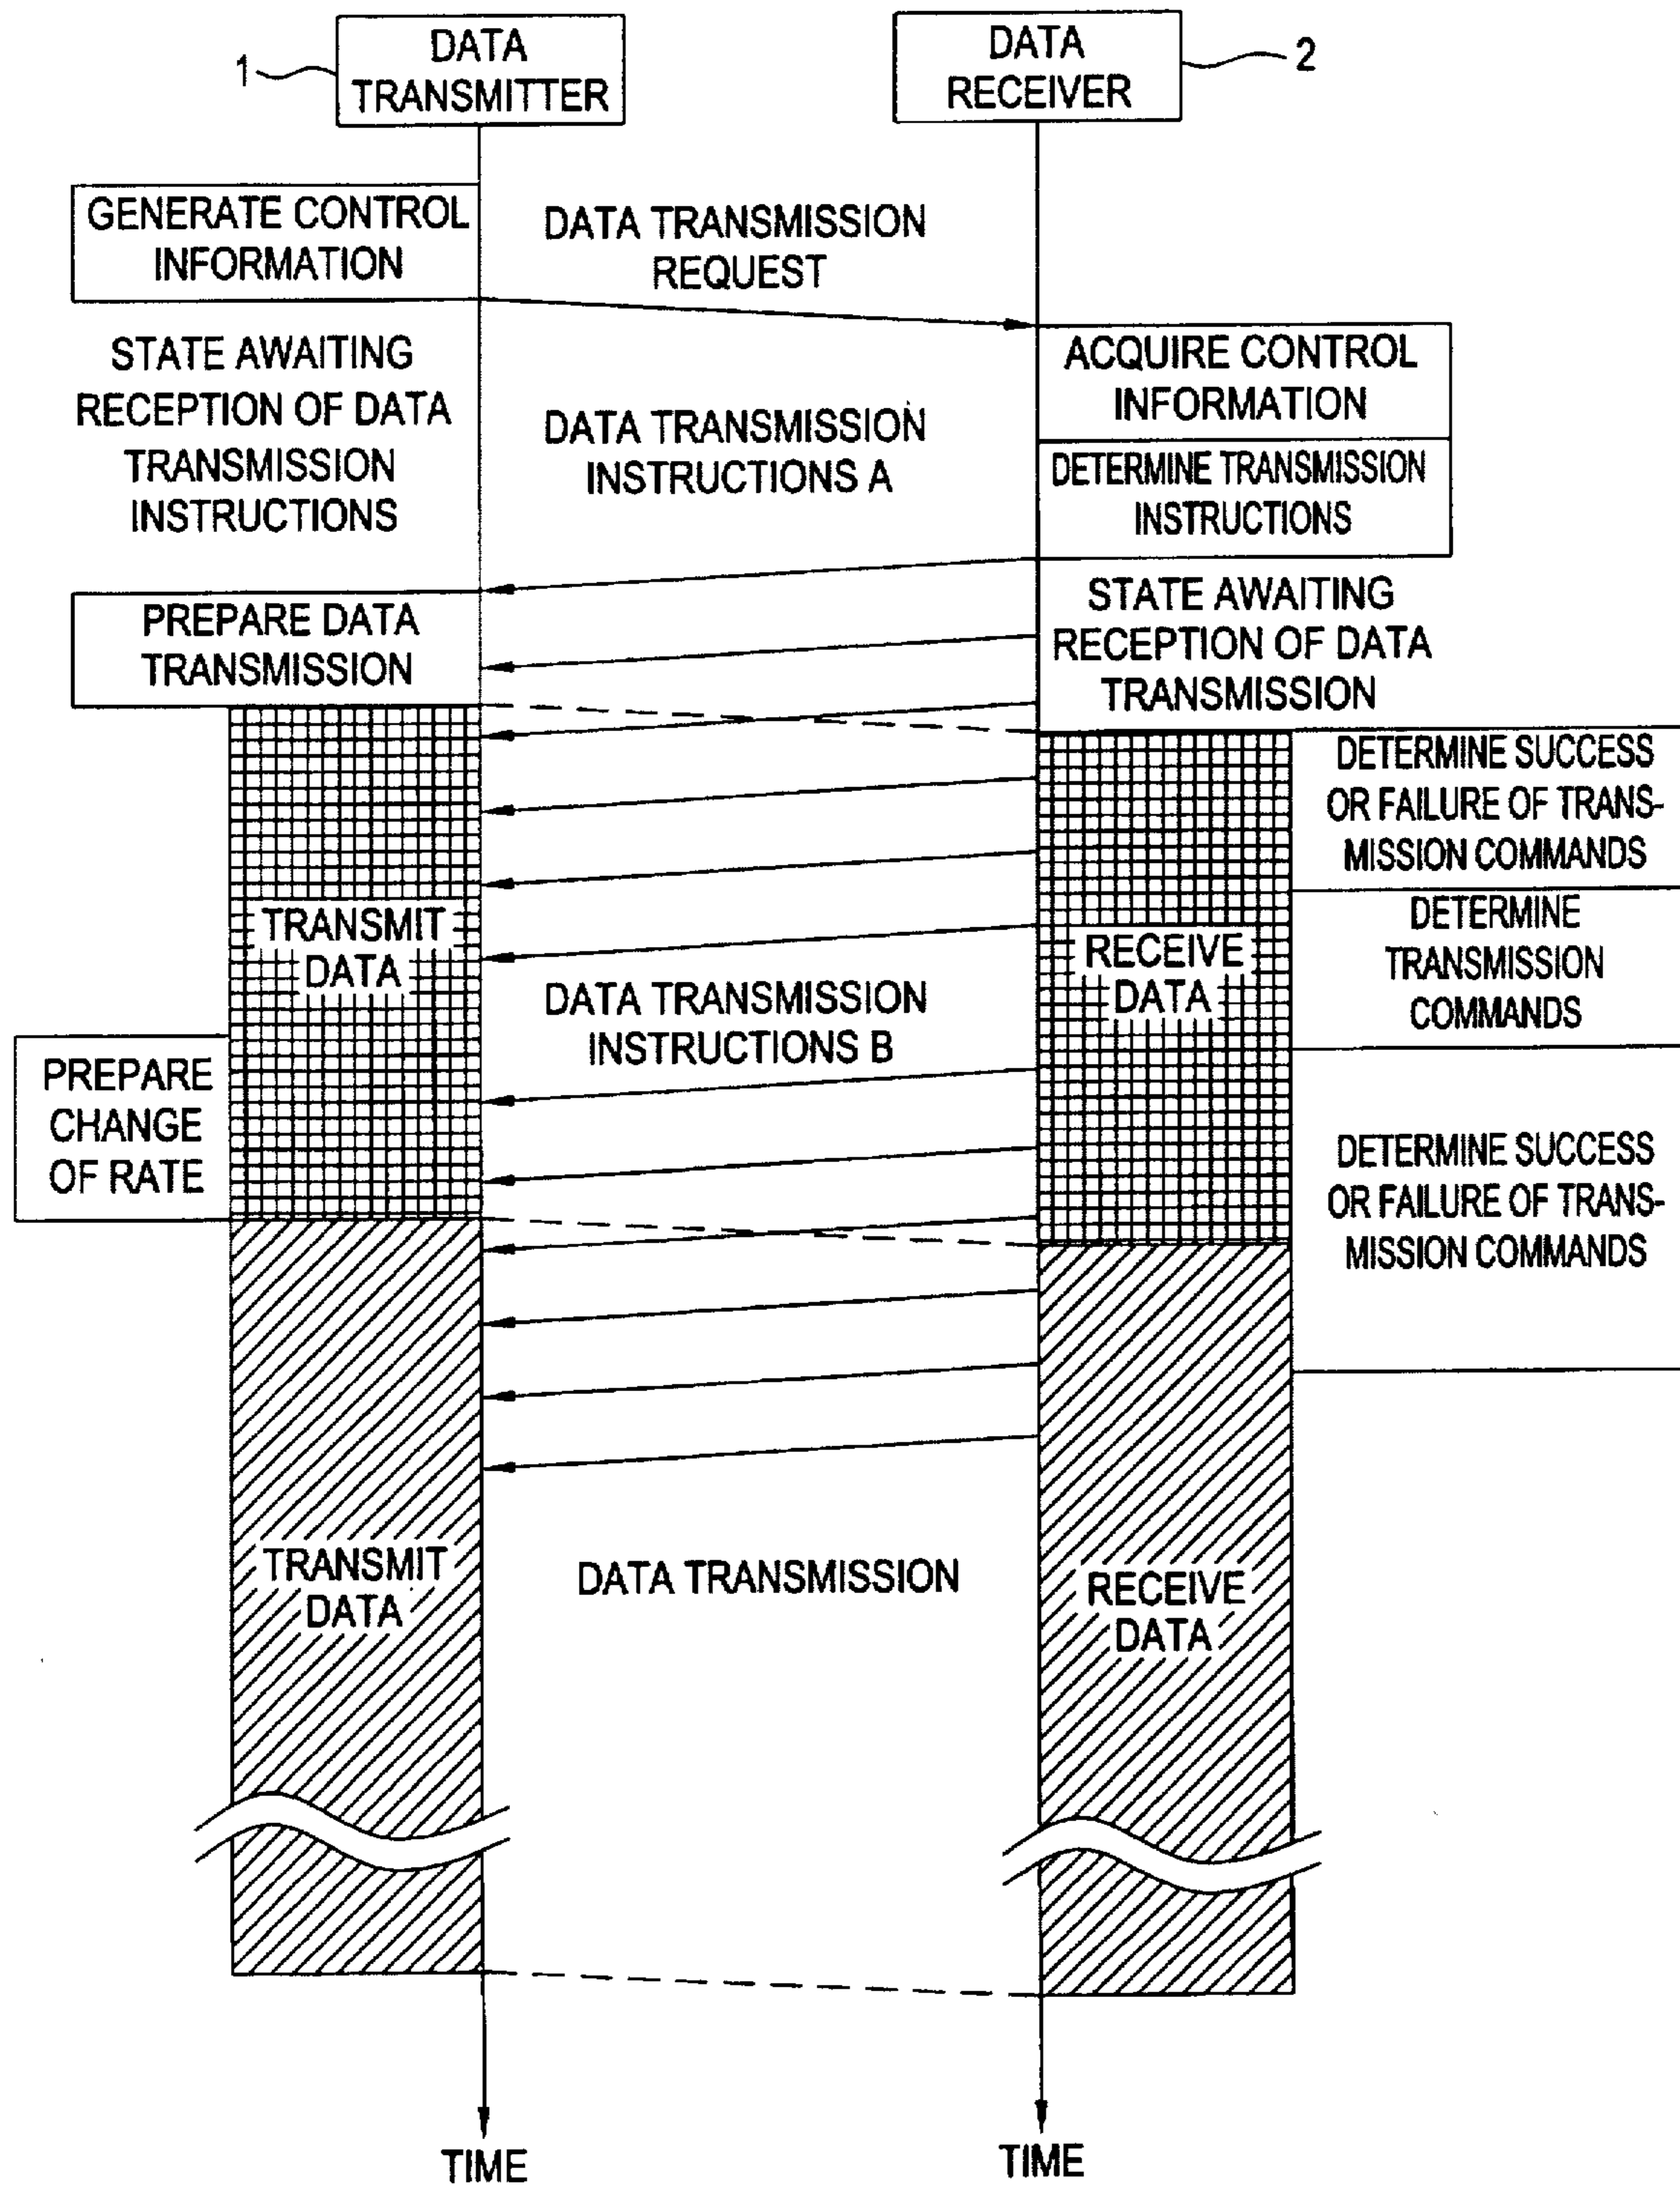 DATA
TRANSMITTER
1
DATA
RECEIVER
2
GENERATE CONTROL
INFORMATION
DATA TRANSMISSION
REQUEST
STATE AWAITING
RECEPTION OF DATA
TRANSMISSION
INSTRUCTIONS
DATA TRANSMISSION
INSTRUCTIONS A
ACQUIRE CONTROL
INFORMATION
DETERMINE TRANSMISSION
INSTRUCTIONS
PREPARE DATA
TRANSMISSION
STATE AWAITING
RECEPTION OF DATA
TRANSMISSION
DETERMINE SUCCESS
OR FAILURE OF TRANS-
MISSION COMMANDS
TRANSMIT
DATA
RECEIVE
DATA
DETERMINE
TRANSMISSION
COMMANDS
DATA TRANSMISSION
INSTRUCTIONS B
PREPARE
CHANGE
OF RATE
DETERMINE SUCCESS
OR FAILURE OF TRANS-
MISSION COMMANDS
TRANSMIT
DATA
DATA TRANSMISSION
RECEIVE
DATA
TIME
TIME